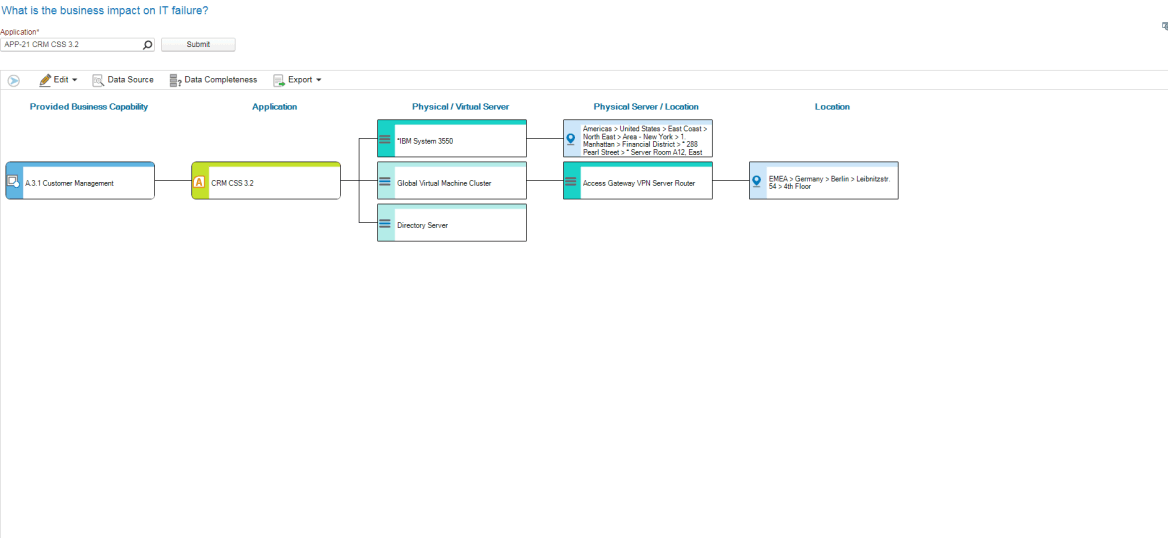 What is the business impact on IT failure?
Application*
APP-21 CRM CSS 3.2
Submit
Edit
Data Source
Data Completeness
Export
Provided Business Capability
Application
Physical / Virtual Server
Physical Server / Location
Location
*IBM System 3550
Americas > United States > East Coast >
North East > Area - New York > 1.
Manhattan > Financial District > * 288
Pearl Street > * Server Room A12, East
A.3.1 Customer Management
A
CRM CSS 3.2
Global Virtual Machine Cluster
Access Gateway VPN Server Router
EMEA > Germany > Berlin > Leibnitzstr.
54 > 4th Floor
Directory Server